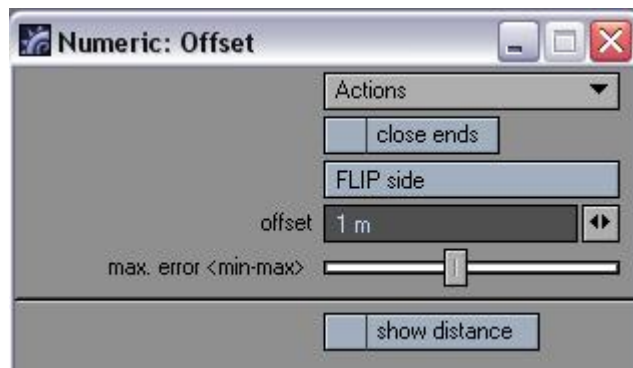 Numeric: Offset
Actions
close ends
FLIP side
offset 1 m
max. error <min-max>
show distance